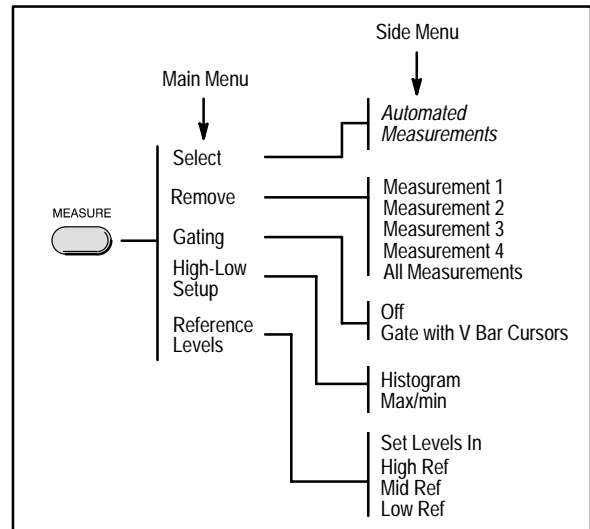 Side Menu
Main Menu
Automated
Measurements
Select
Remove
Measurement 1
Measurement 2
Measurement 3
Measurement 4
All Measurements
MEASURE
Gating
High-Low
Setup
Off
Gate with V Bar Cursors
Reference
Levels
Histogram
Max/min
Set Levels In
High Ref
Mid Ref
Low Ref